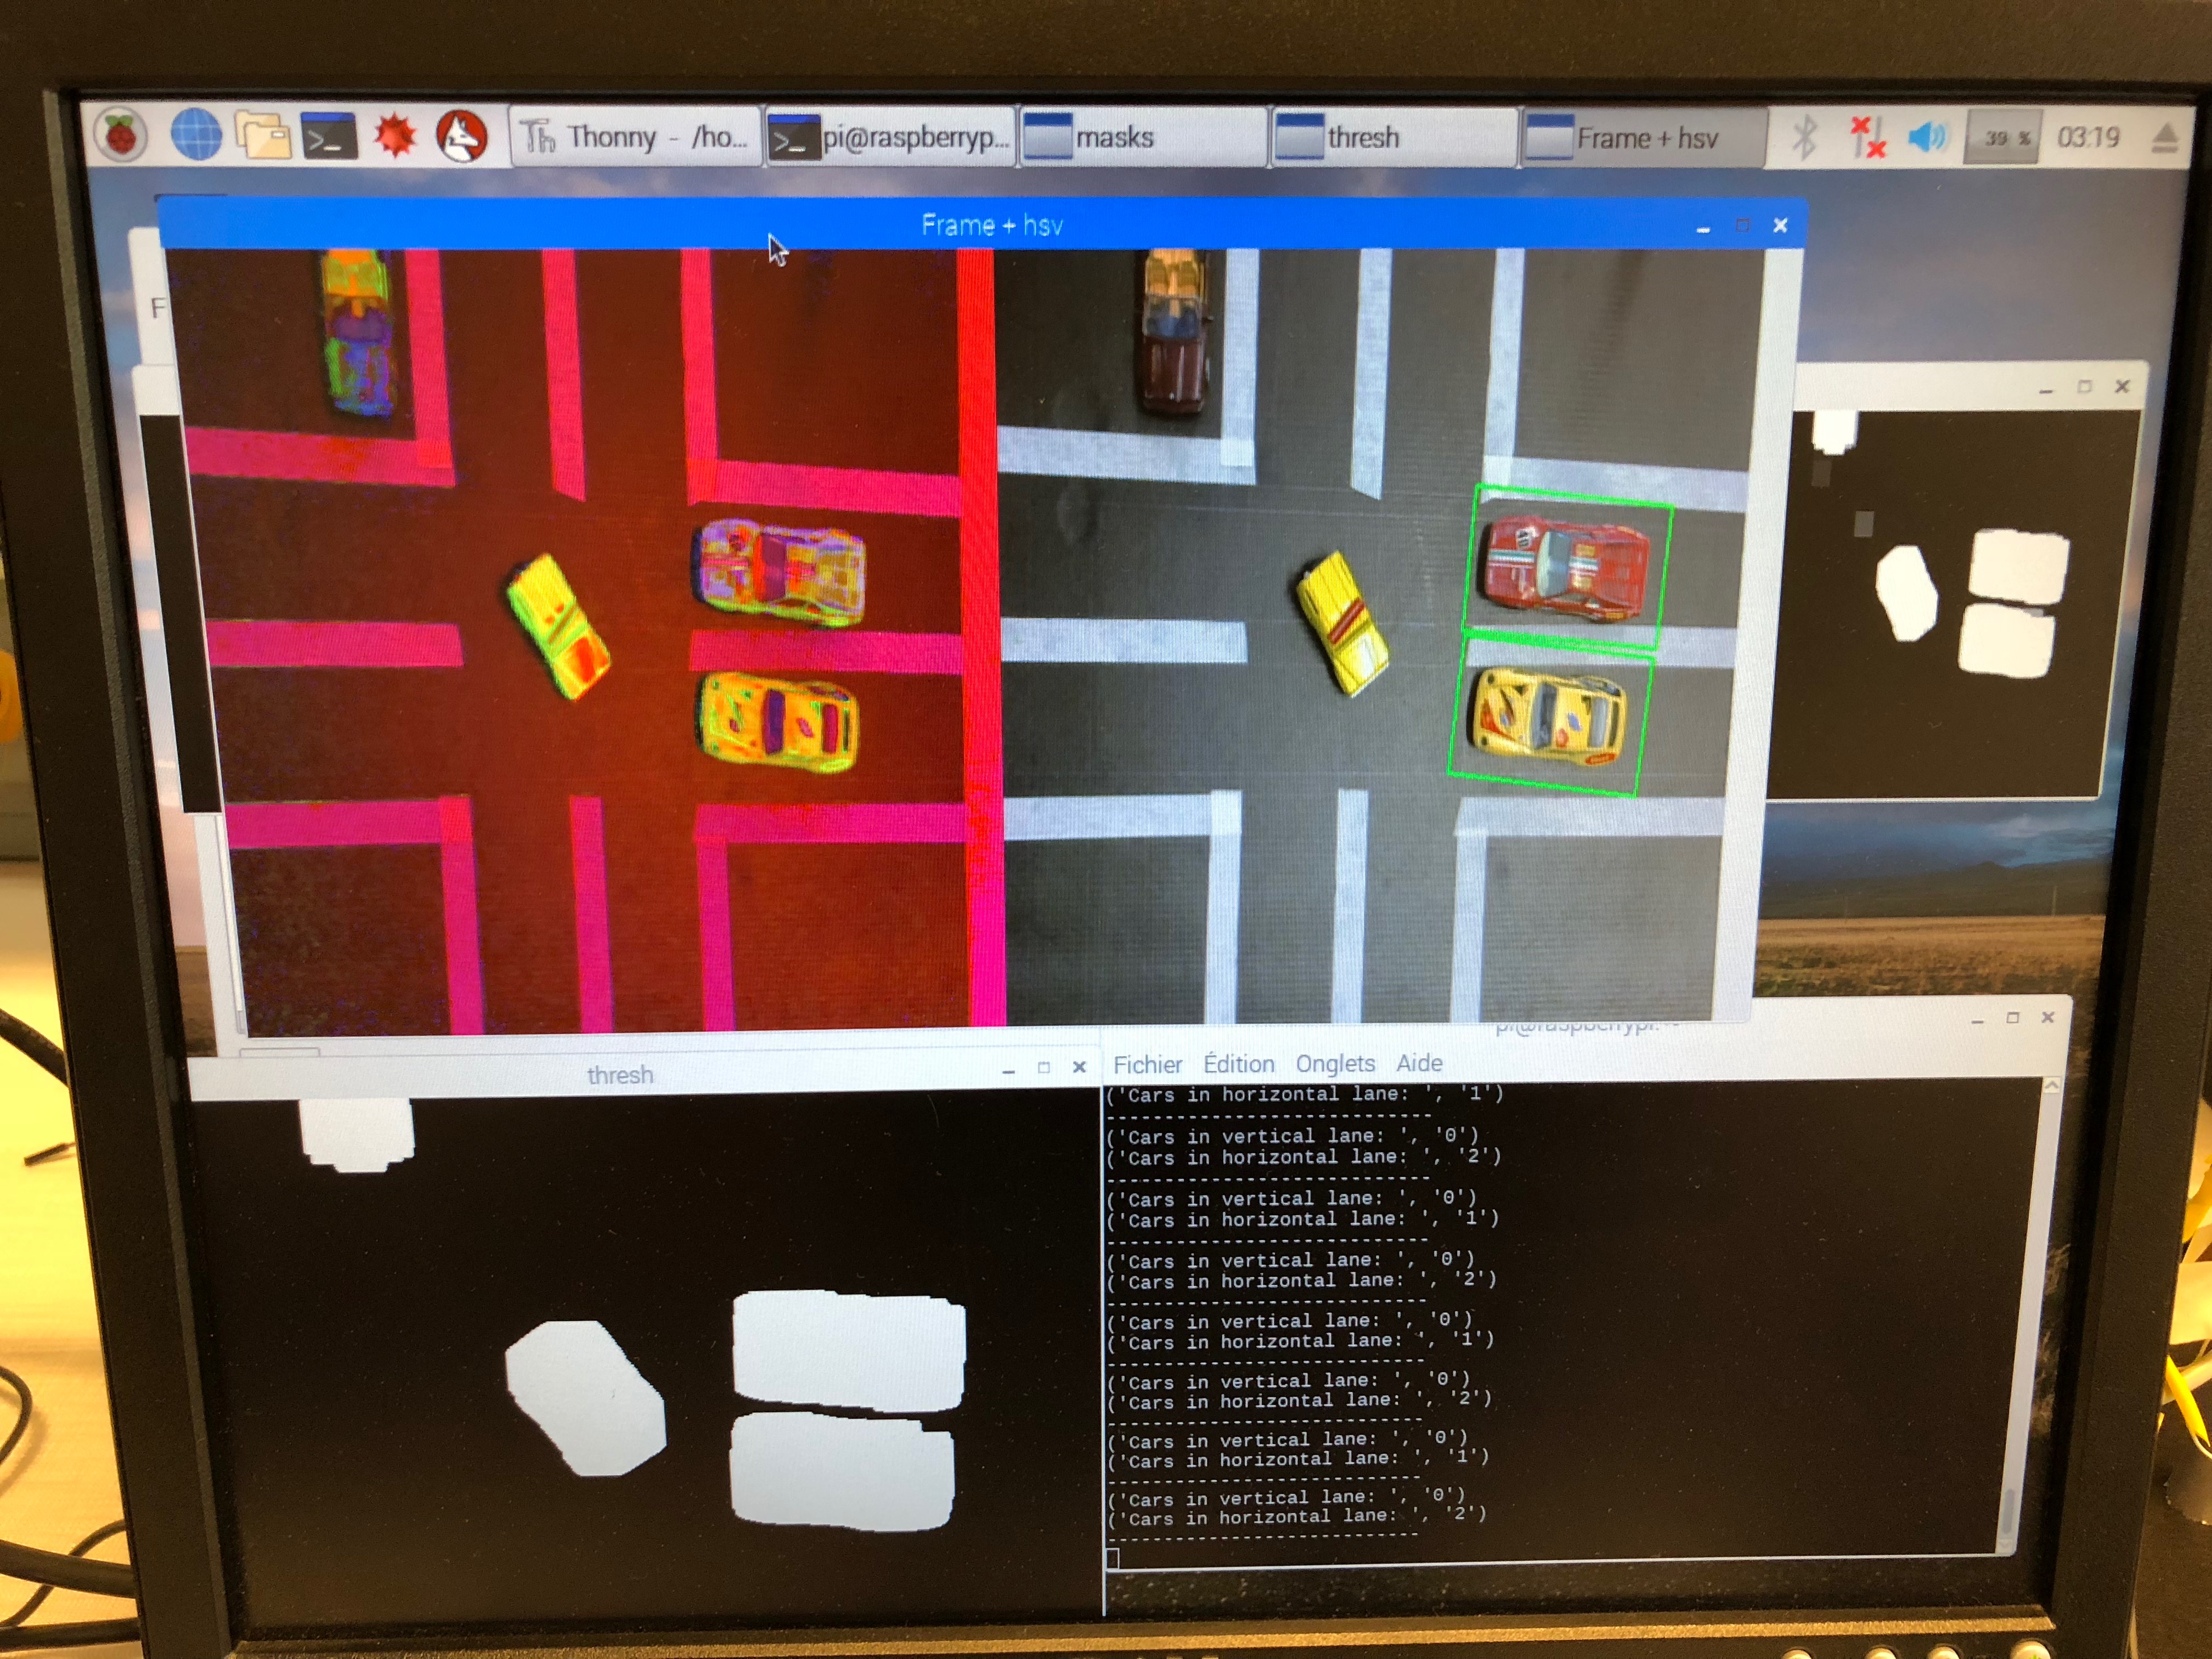 Thonny - /ho...
pi@raspberryp...
masks
thresh
Frame + hsv
39 %
03:19
Frame + hsv
F
thresh
Fichier Édition Onglets Aide
('Cars in horizontal lane: ', '1')
-----------------------------
('Cars in vertical lane: ', '0')
('Cars in horizontal lane: ', '2')
-----------------------------
('Cars in vertical lane: ', '0')
('Cars in horizontal lane: ', '1')
-----------------------------
('Cars in vertical lane: ', '0')
('Cars in horizontal lane: ', '2')
-----------------------------
('Cars in vertical lane: ', '0')
('Cars in horizontal lane: ', '1')
-----------------------------
('Cars in vertical lane: ', '0')
('Cars in horizontal lane: ', '2')
-----------------------------
('Cars in vertical lane: ', '0')
('Cars in horizontal lane: ', '1')
-----------------------------
('Cars in vertical lane: ', '0')
('Cars in horizontal lane: ', '2')
-----------------------------